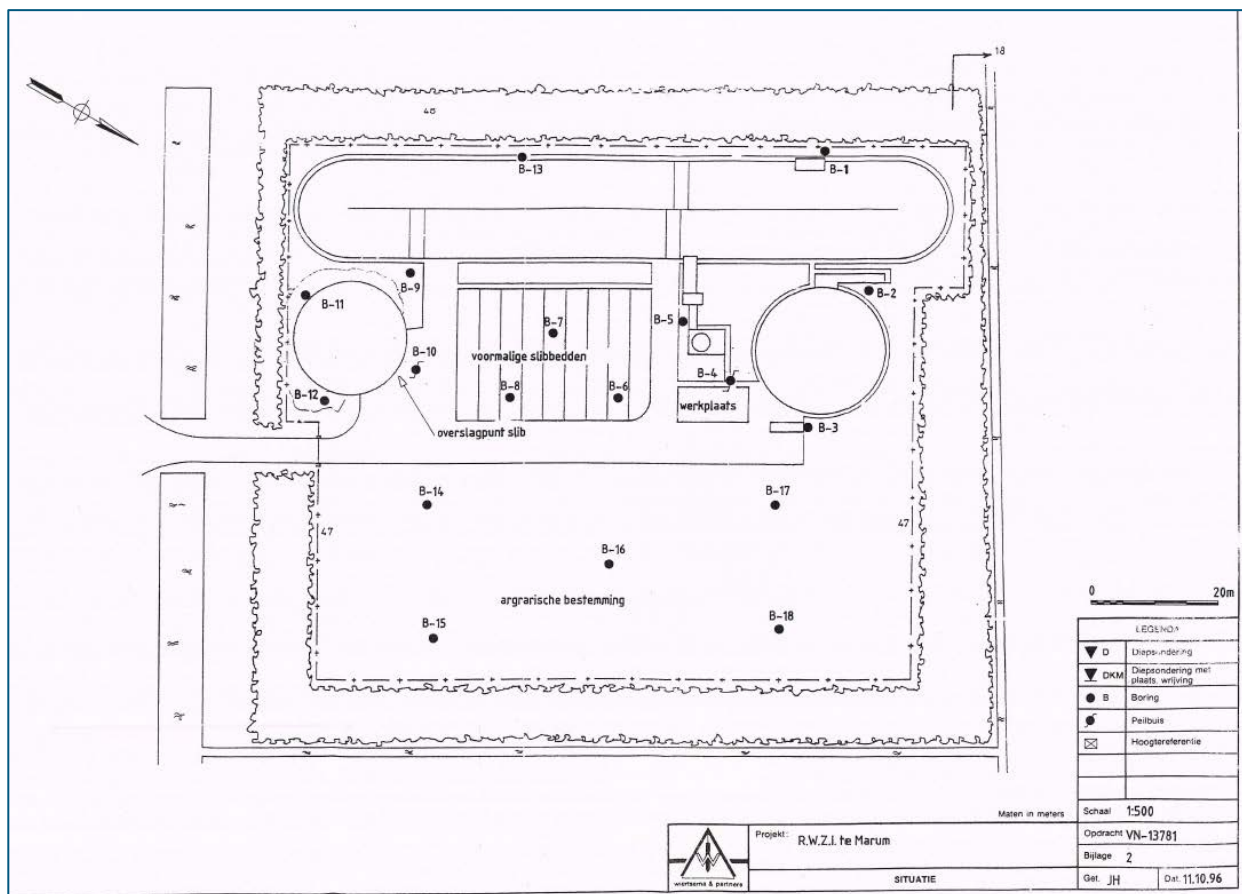 18
48
B-13
B-1
B-9
B-2
B-11
B-5
B-7
voormalige slibbedden
B-10
B-4
B-12
B-8
B-6
werkplaats
overslagpunt slib
B-3
B-14
B-17
47
47
B-16
argrarische bestemming
B-15
B-18
0 20m
LEGENDA
D Diepsondering
DKM Diepsondering met
plaats. wrijving
B Boring
Peilbuis
Hoogtereferentie
Maten in meters
Schaal 1:500
Projekt: R.W.Z.I. te Marum
Opdracht VN-13781
Bijlage 2
wiertsema & partners
SITUATIE
Get. JH Dat. 11.10.96